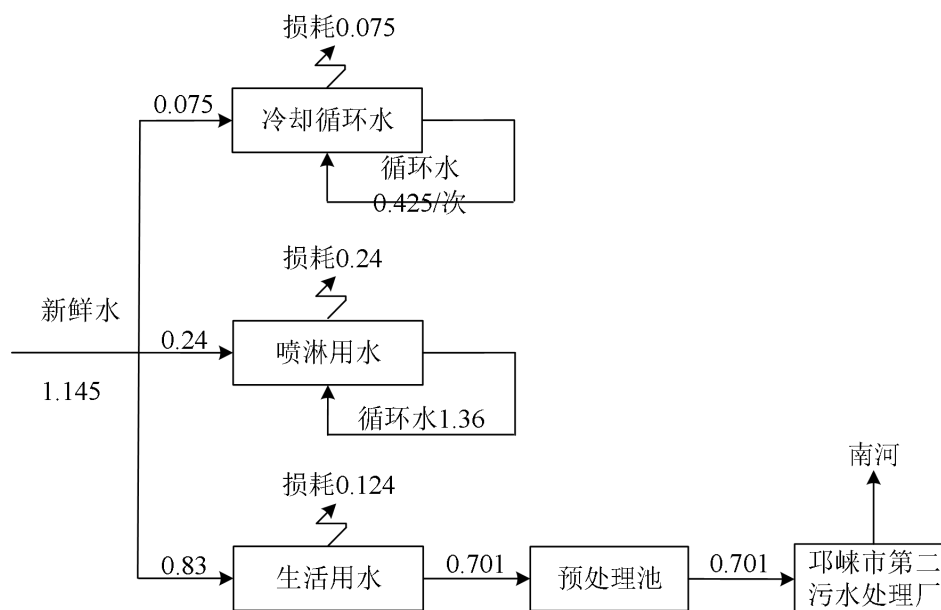 损耗0.075
0.075
冷却循环水
循环水
0.425/次
损耗0.24
新鲜水
0.24
喷淋用水
1.145
循环水1.36
南河
损耗0.124
0.83
生活用水
0.701
预处理池
0.701
邛崃市第二
污水处理厂